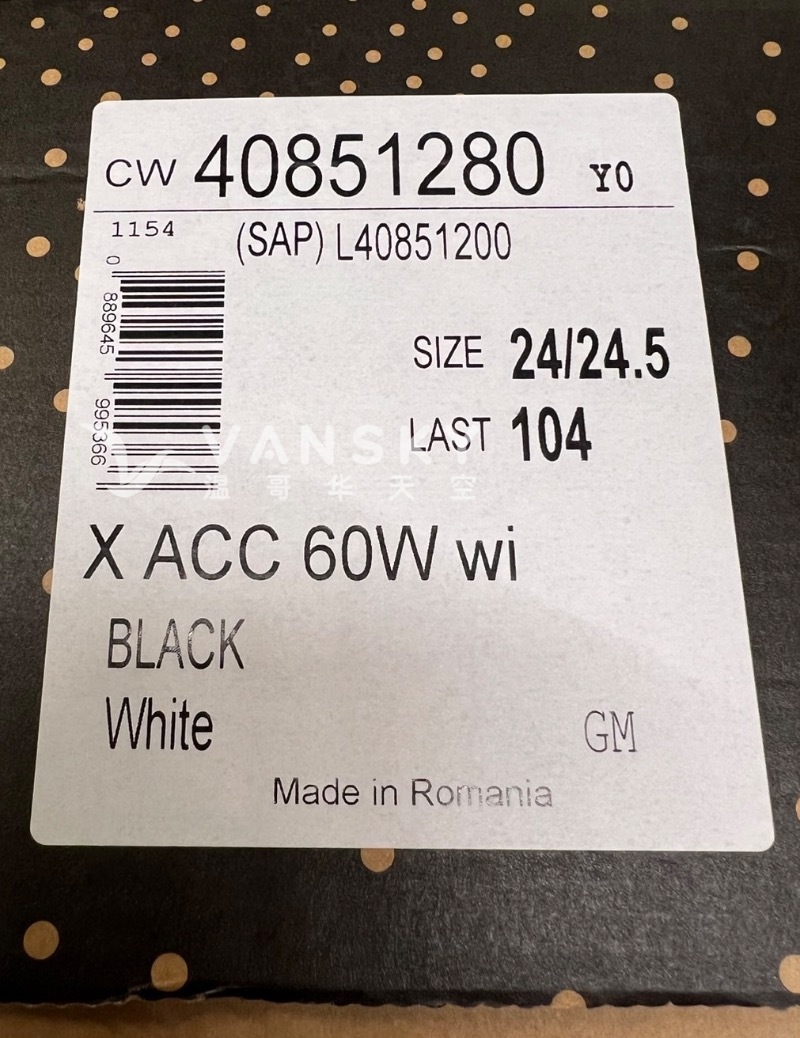 CW 40851280 Y0
1154 (SAP) L40851200
0 889645 995366
SIZE 24/24.5
LAST 104
VANSKY
温哥华天空
X ACC 60W wi
BLACK
White
GM
Made in Romania